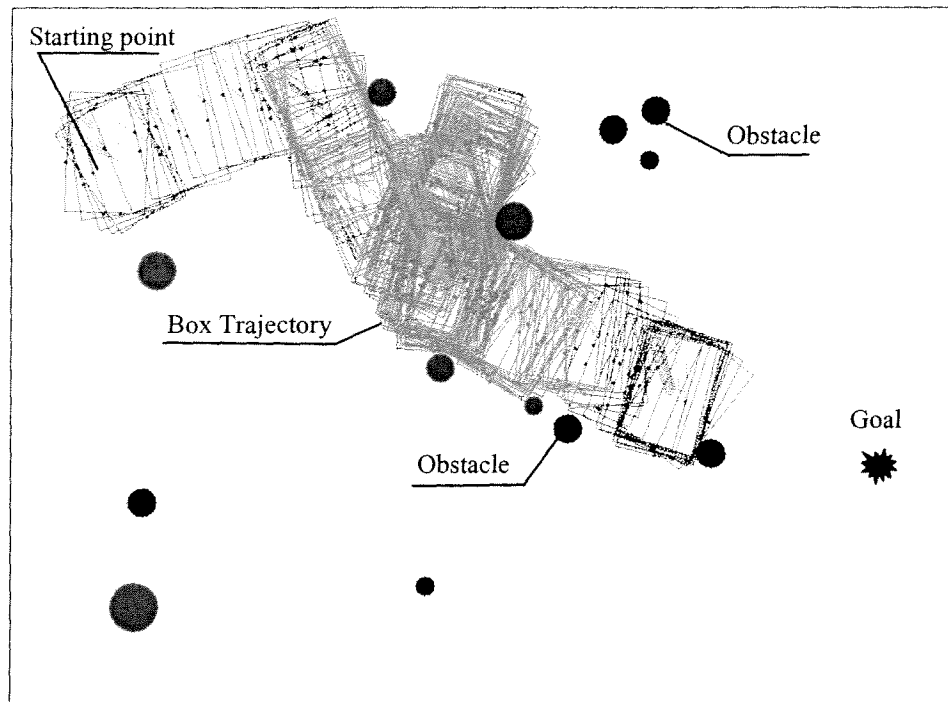 Starting point
Obstacle
Box Trajectory
Goal
Obstacle